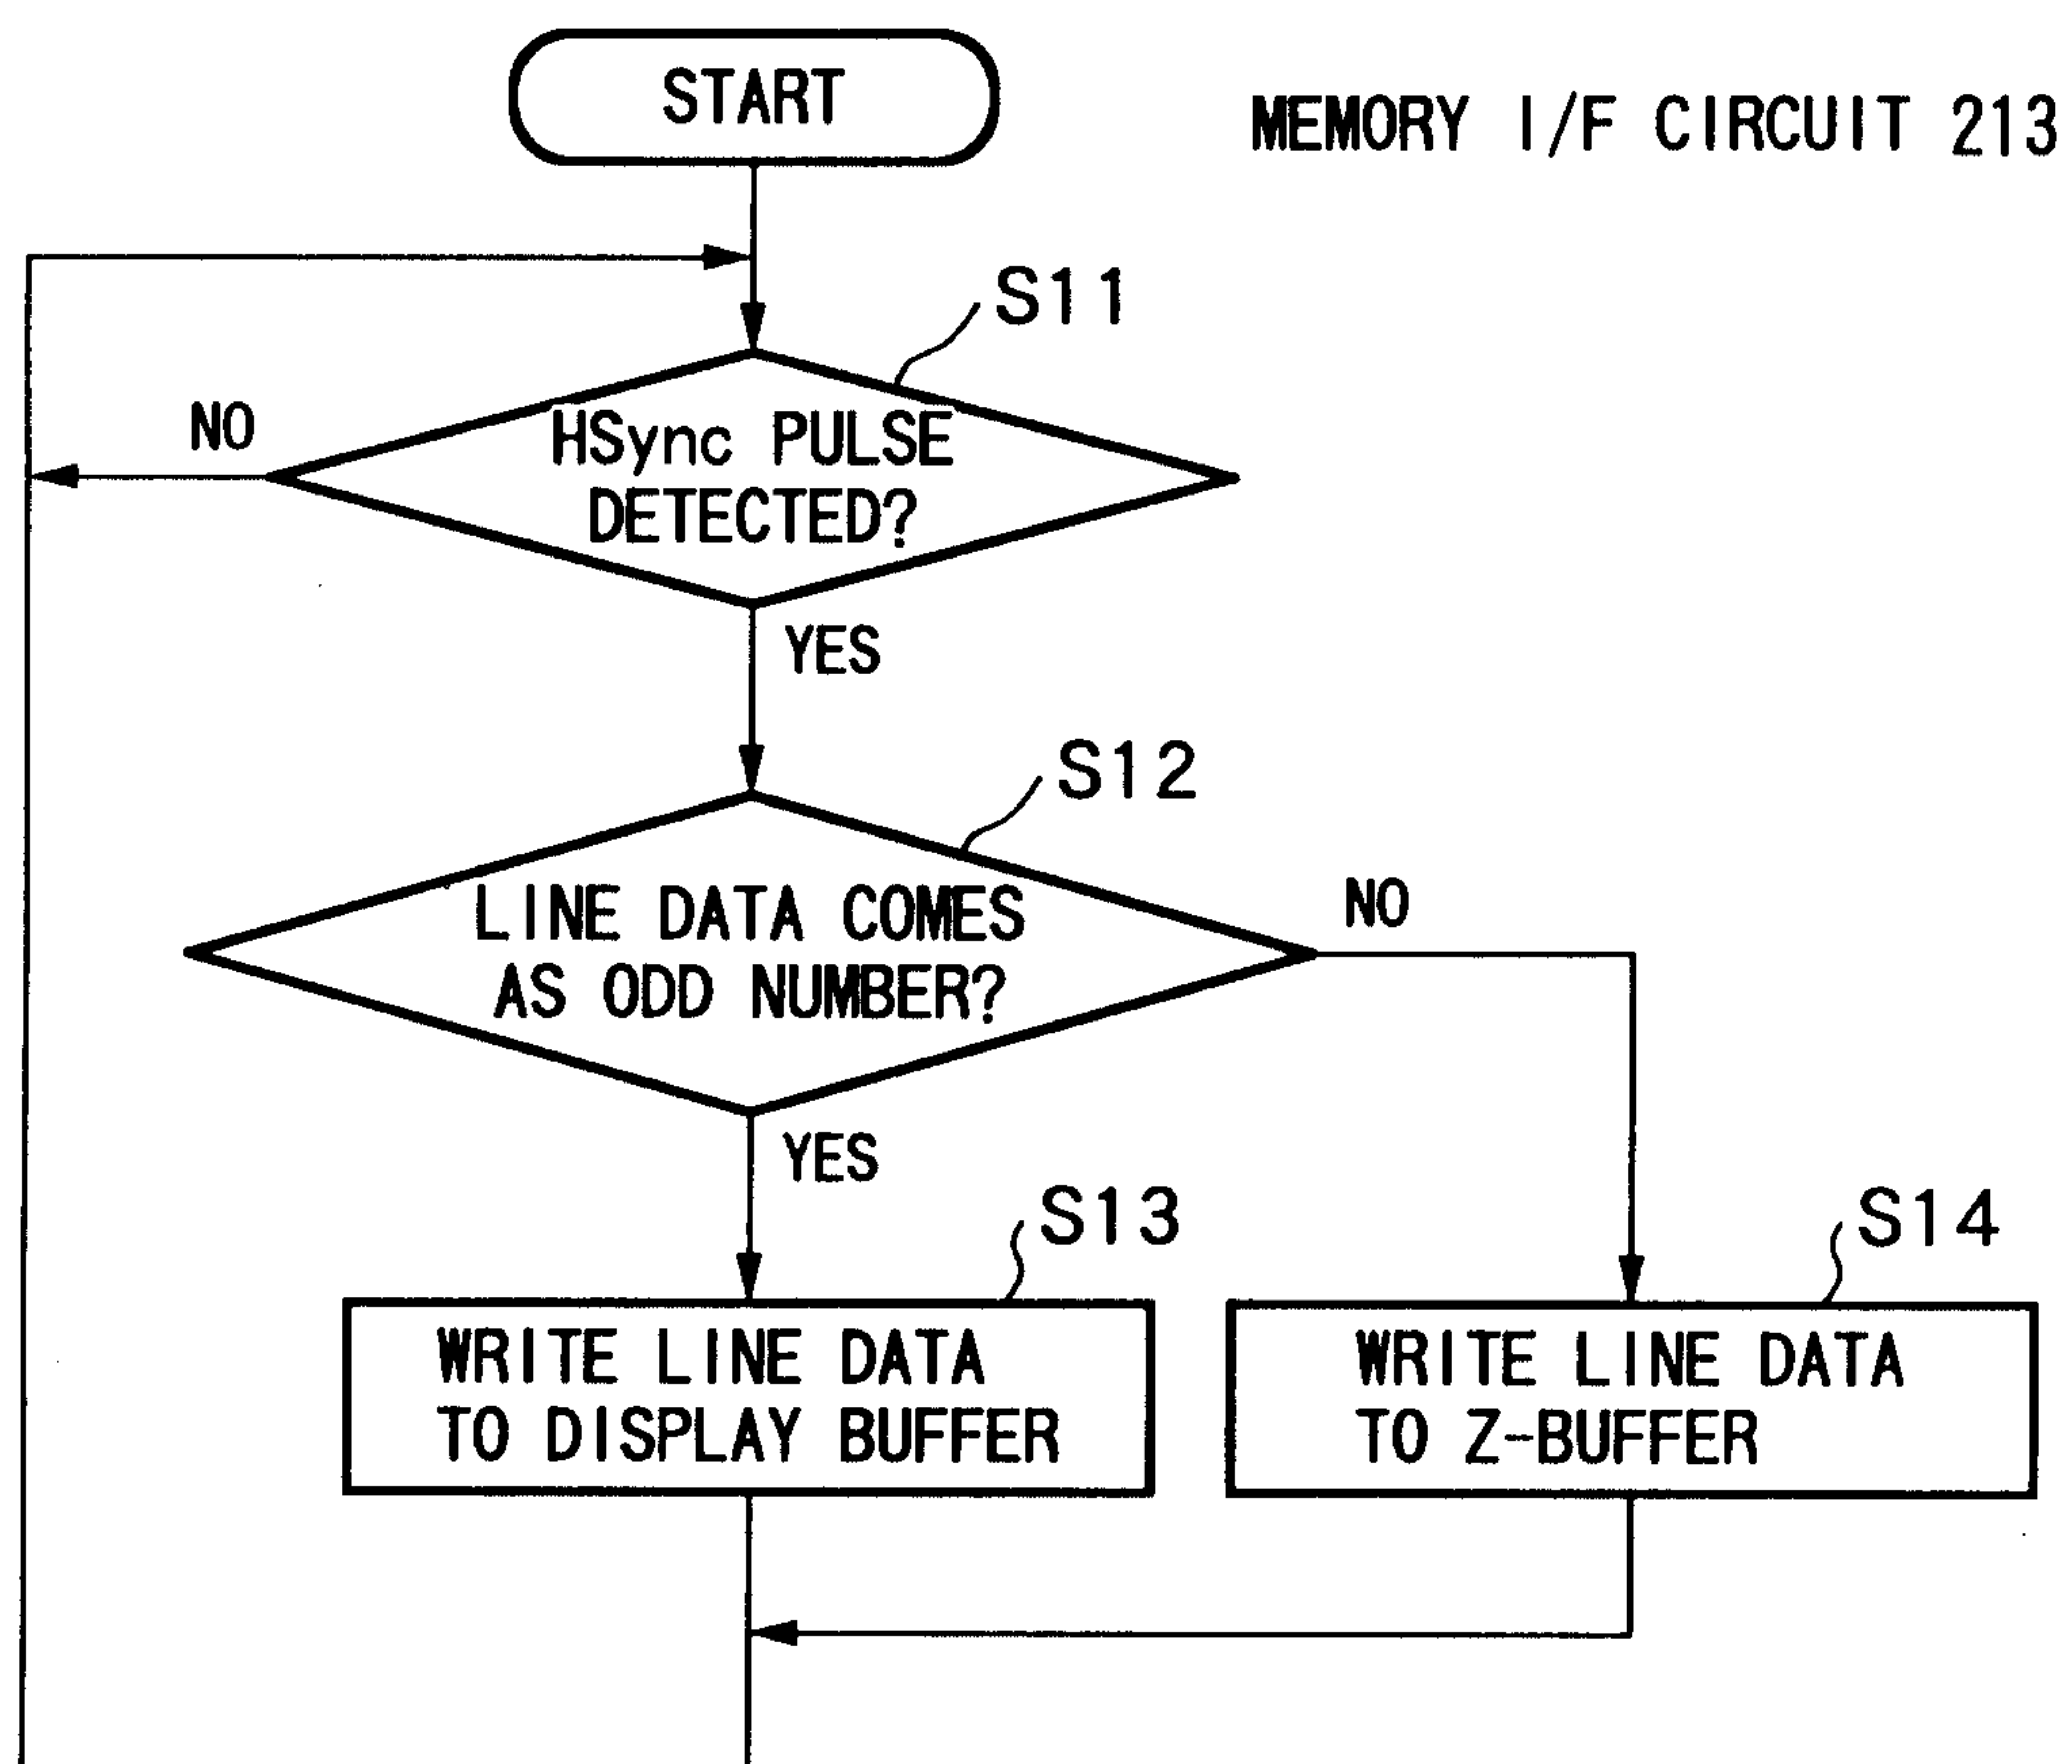 START
MEMORY I/F CIRCUIT 213
S11
NO
HSync PULSE
DETECTED?
YES
S12
LINE DATA COMES
AS ODD NUMBER?
NO
YES
S13
S14
WRITE LINE DATA
TO DISPLAY BUFFER
WRITE LINE DATA
TO Z-BUFFER